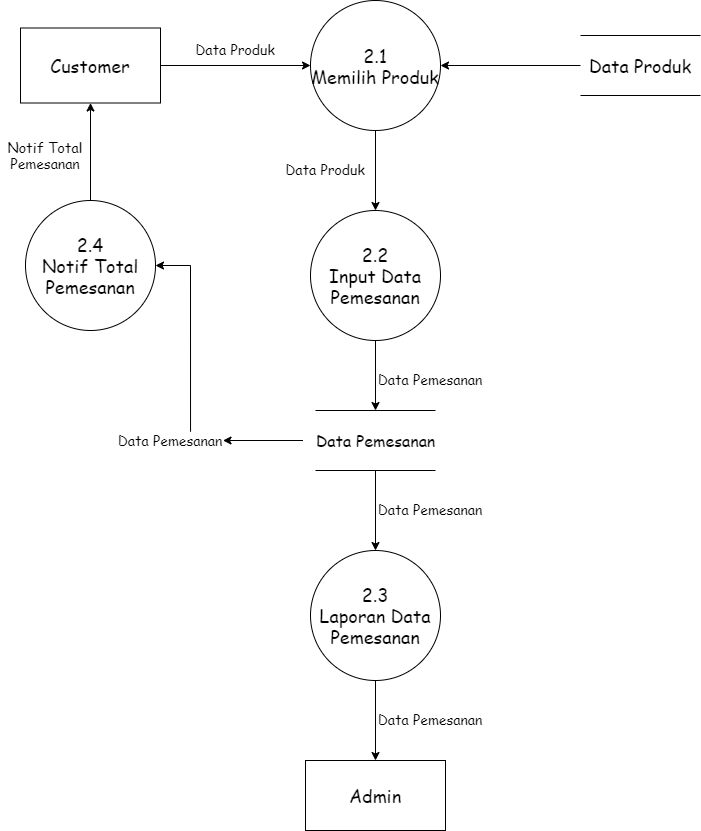 Customer
Data Produk
2.1
Memilih Produk
Data Produk
Notif Total
Pemesanan
Data Produk
2.4
Notif Total
Pemesanan
2.2
Input Data
Pemesanan
Data Pemesanan
Data Pemesanan
Data Pemesanan
Data Pemesanan
2.3
Laporan Data
Pemesanan
Data Pemesanan
Admin